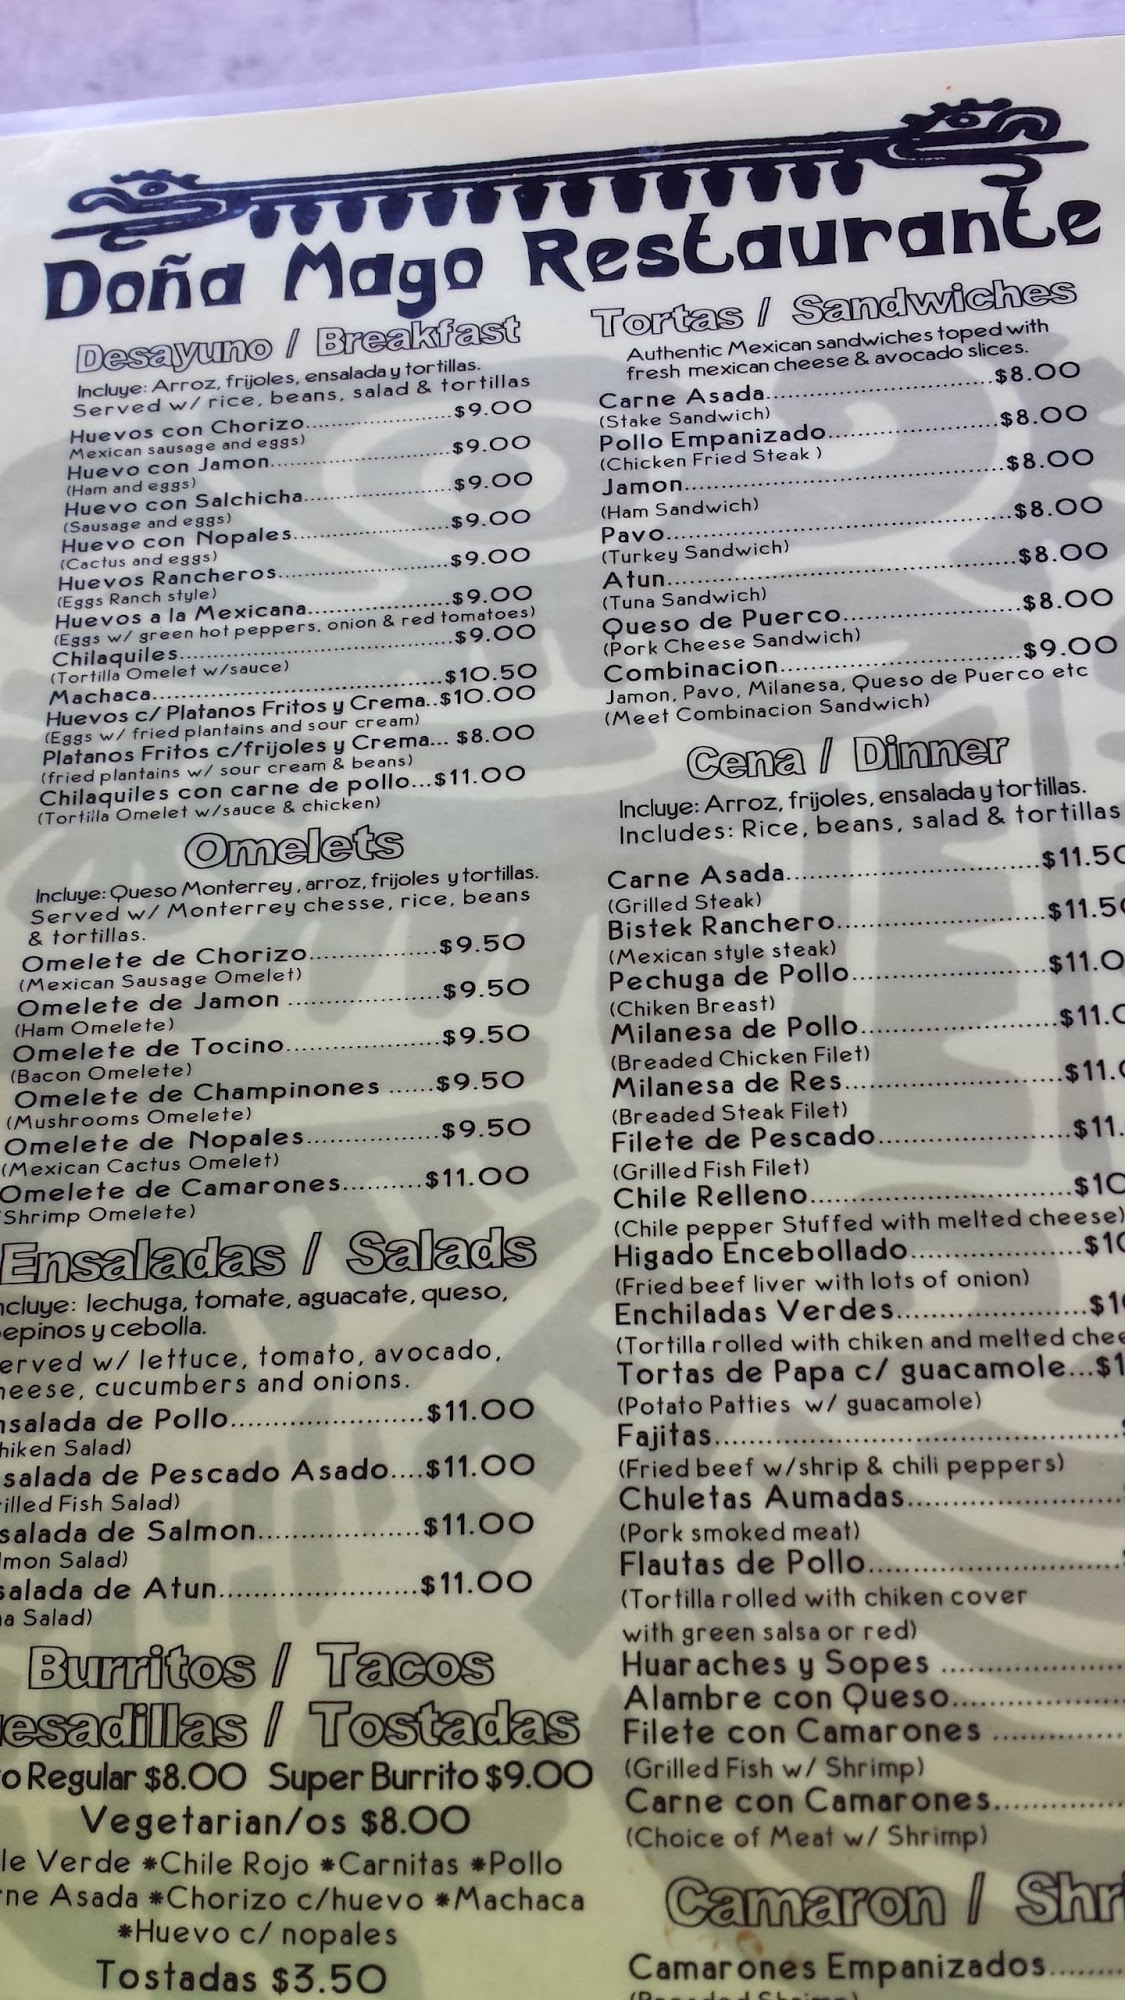 Doña Mago Restaurante
Desayuno / Breakfast
Incluye: Arroz, frijoles, ensalada y tortillas.
Served w/ rice, beans, salad & tortillas
Huevos con Chorizo..................$9.00
Mexican sausage and eggs)
Huevo con Jamon..................$9.00
(Ham and eggs)
Huevo con Salchicha..................$9.00
(Sausage and eggs)
Huevo con Nopales..................$9.00
(Cactus and eggs)
Huevos Rancheros..................$9.00
(Eggs Ranch style)
Huevos a la Mexicana..................$9.00
(Eggs w/ green hot peppers, onion & red tomatoes)
Chilaquiles..................$9.00
(Tortilla Omelet w/sauce)
Machaca..................$10.50
Huevos c/ Platanos Fritos y Crema..$10.00
(Eggs w/ fried plantains and sour cream)
Platanos Fritos c/frijoles y Crema... $8.00
(fried plantains w/ sour cream & beans)
Chilaquiles con carne de pollo...$11.00
(Tortilla Omelet w/sauce & chicken)
Omelets
Incluye: Queso Monterrey, arroz, frijoles y tortillas.
Served w/ Monterrey chesse, rice, beans
& tortillas.
Omelete de Chorizo..................$9.50
(Mexican Sausage Omelet)
Omelete de Jamon ..................$9.50
(Ham Omelete)
Omelete de Tocino..................$9.50
(Bacon Omelete)
Omelete de Champinones ......$9.50
(Mushrooms Omelete)
Omelete de Nopales..................$9.50
(Mexican Cactus Omelet)
Omelete de Camarones..........$11.00
Shrimp Omelete)
Ensaladas / Salads
ncluye: lechuga, tomate, aguacate, queso,
epinos y cebolla.
erved w/ lettuce, tomato, avocado,
heese, cucumbers and onions.
nsalada de Pollo..................$11.00
hiken Salad)
salada de Pescado Asado....$11.00
rilled Fish Salad)
salada de Salmon..................$11.00
lmon Salad)
salada de Atun..................$11.00
na Salad)
Burritos / Tacos
esadillas / Tostadas
o Regular $8.00 Super Burrito $9.00
Vegetarian/os $8.00
le Verde *Chile Rojo *Carnitas *Pollo
rne Asada *Chorizo c/huevo *Machaca
*Huevo c/ nopales
Tostadas $3.50
Tortas / Sandwiches
Authentic Mexican sandwiches toped with
fresh mexican cheese & avocado slices.
Carne Asada..................$8.00
(Stake Sandwich)
Pollo Empanizado..................$8.00
(Chicken Fried Steak )
Jamon..................$8.00
(Ham Sandwich)
Pavo..................$8.00
(Turkey Sandwich)
Atun..................$8.00
(Tuna Sandwich)
Queso de Puerco..................$8.00
(Pork Cheese Sandwich)
Combinacion..................$9.00
Jamon, Pavo, Milanesa, Queso de Puerco etc
(Meet Combinacion Sandwich)
Cena / Dinner
Incluye: Arroz, frijoles, ensalada y tortillas.
Includes: Rice, beans, salad & tortillas
Carne Asada..................$11.50
(Grilled Steak)
Bistek Ranchero..................$11.50
(Mexican style steak)
Pechuga de Pollo..................$11.0
(Chiken Breast)
Milanesa de Pollo..................$11.0
(Breaded Chicken Filet)
Milanesa de Res..................$11.0
(Breaded Steak Filet)
Filete de Pescado..................$11.
(Grilled Fish Filet)
Chile Relleno..................$10
(Chile pepper Stuffed with melted cheese)
Higado Encebollado..................$10
(Fried beef liver with lots of onion)
Enchiladas Verdes..................$1
(Tortilla rolled with chiken and melted chee
Tortas de Papa c/ guacamole...$1
(Potato Patties w/ guacamole)
Fajitas..................
(Fried beef w/shrip & chili peppers)
Chuletas Aumadas..................
(Pork smoked meat)
Flautas de Pollo..................
(Tortilla rolled with chiken cover
with green salsa or red)
Huaraches y Sopes ..................
Alambre con Queso..................
Filete con Camarones ..................
(Grilled Fish w/ Shrimp)
Carne con Camarones..................
(Choice of Meat w/ Shrimp)
Camaron / Shr
Camarones Empanizados........